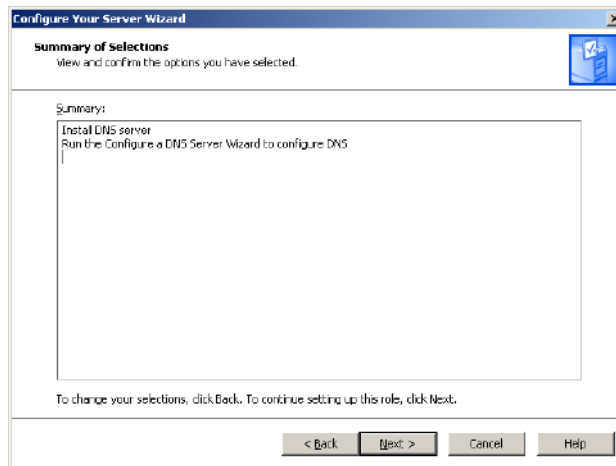 Configure Your Server Wizard
Summary of Selections
View and confirm the options you have selected.
Summary:
Install DNS server
Run the Configure a DNS Server Wizard to configure DNS
To change your selections, click Back. To continue setting up this role, click Next.
< Back Next > Cancel Help